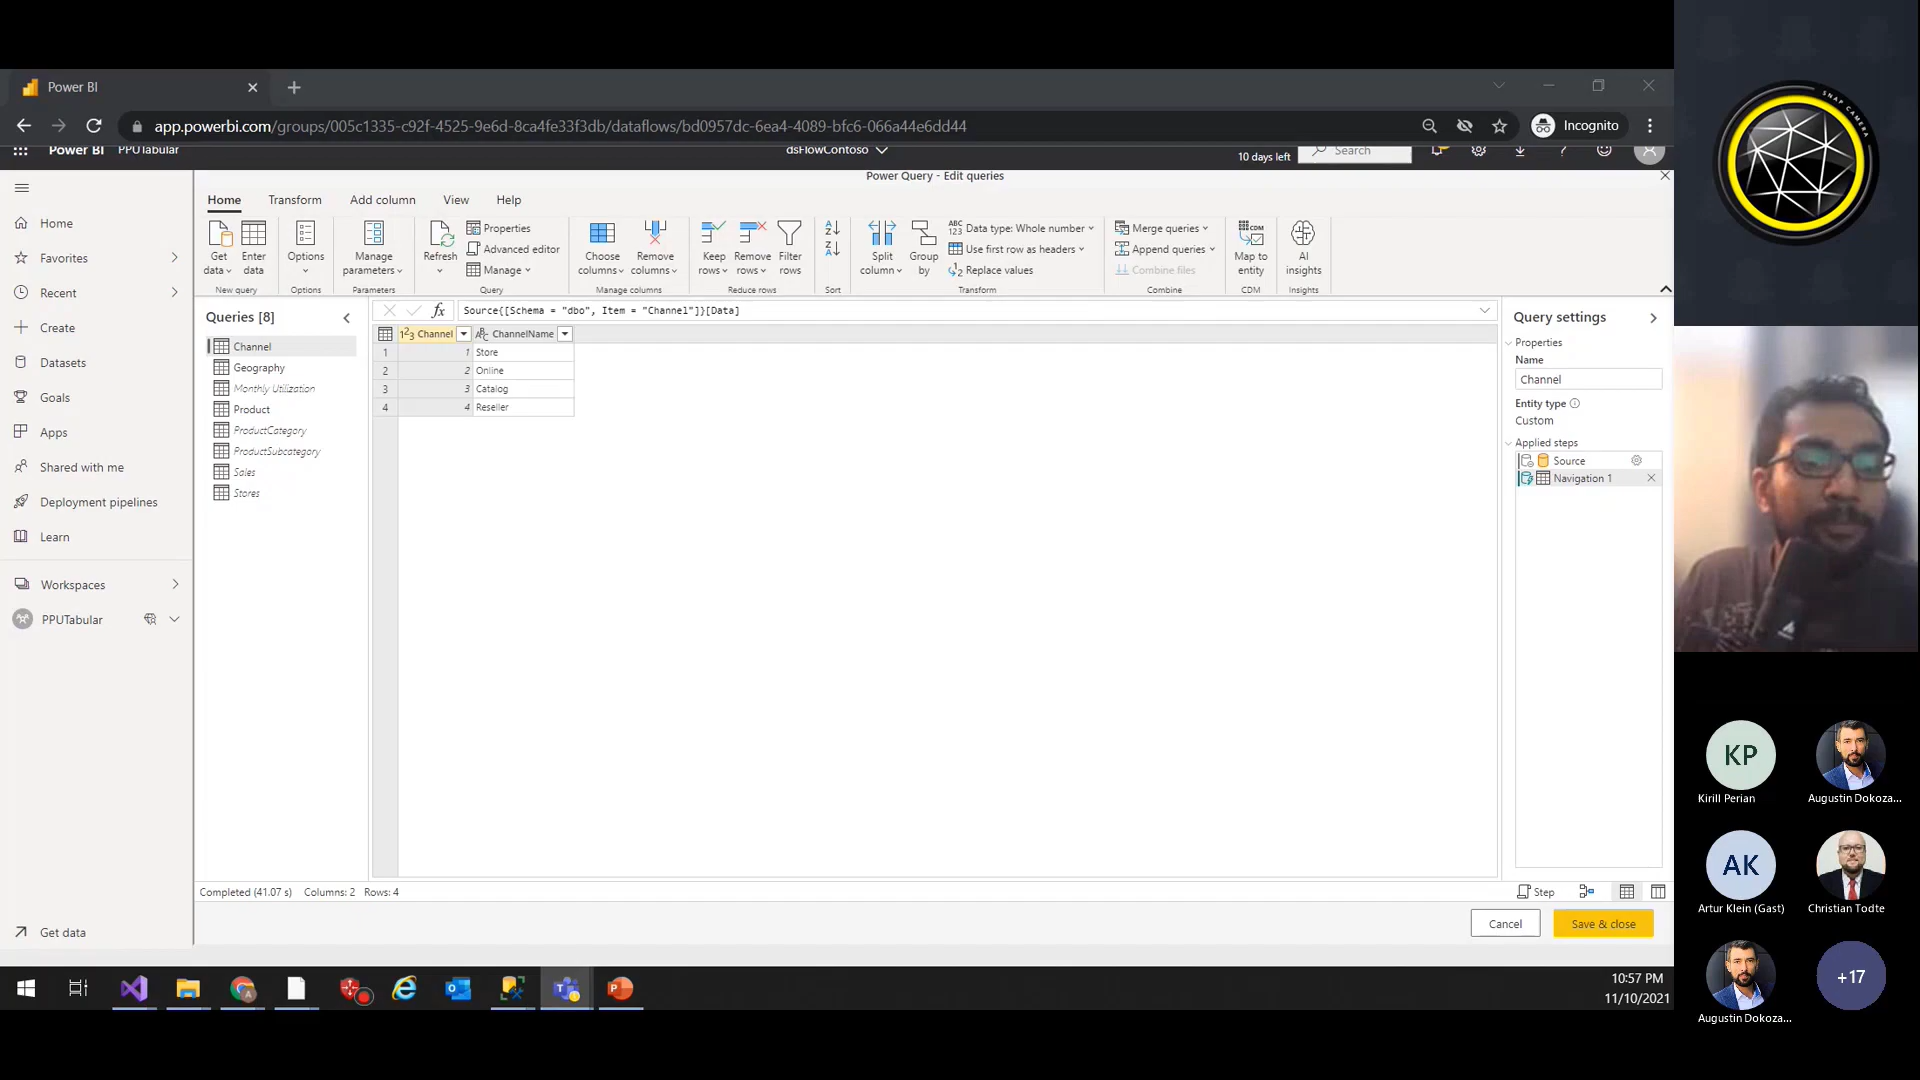 Power BI
app.powerbi.com/groups/005c1335-c92f-4525-9e6d-8ca4fe33f3db/dataflows/bd0957dc-6ea4-4089-bfc6-066a44e6dd44
Incognito
Power BI PPUTabular
dsFlowContoso
10 days left
Search
Power Query - Edit queries
Home Transform Add column View Help
Get data
Enter data
New query
Options
Options
Manage parameters
Parameters
Refresh
Properties
Advanced editor
Manage
Query
Choose columns
Remove columns
Manage columns
Keep rows
Remove rows
Filter rows
Reduce rows
Sort
Split column
Group by
Data type: Whole number
Use first row as headers
Replace values
Transform
Merge queries
Append queries
Combine files
Combine
Map to entity
CDM
AI insights
Insights
Home
Favorites
Recent
Create
Datasets
Goals
Apps
Shared with me
Deployment pipelines
Learn
Workspaces
PPUTabular
Get data
Queries [8]
Channel
Geography
Monthly Utilization
Product
ProductCategory
ProductSubcategory
Sales
Stores
fx Source{[Schema = "dbo", Item = "Channel"]}[Data]
Channel ChannelName
1 1 Store
2 2 Online
3 3 Catalog
4 4 Reseller
Query settings
Properties
Name
Channel
Entity type
Custom
Applied steps
Source
Navigation 1
Completed (41.07 s) Columns: 2 Rows: 4
Step
Cancel
Save & close
10:57 PM
11/10/2021
SNAP CAMERA
KP
Kirill Perian
Augustin Dokoza...
AK
Artur Klein (Gast)
Christian Todte
Augustin Dokoza...
+17